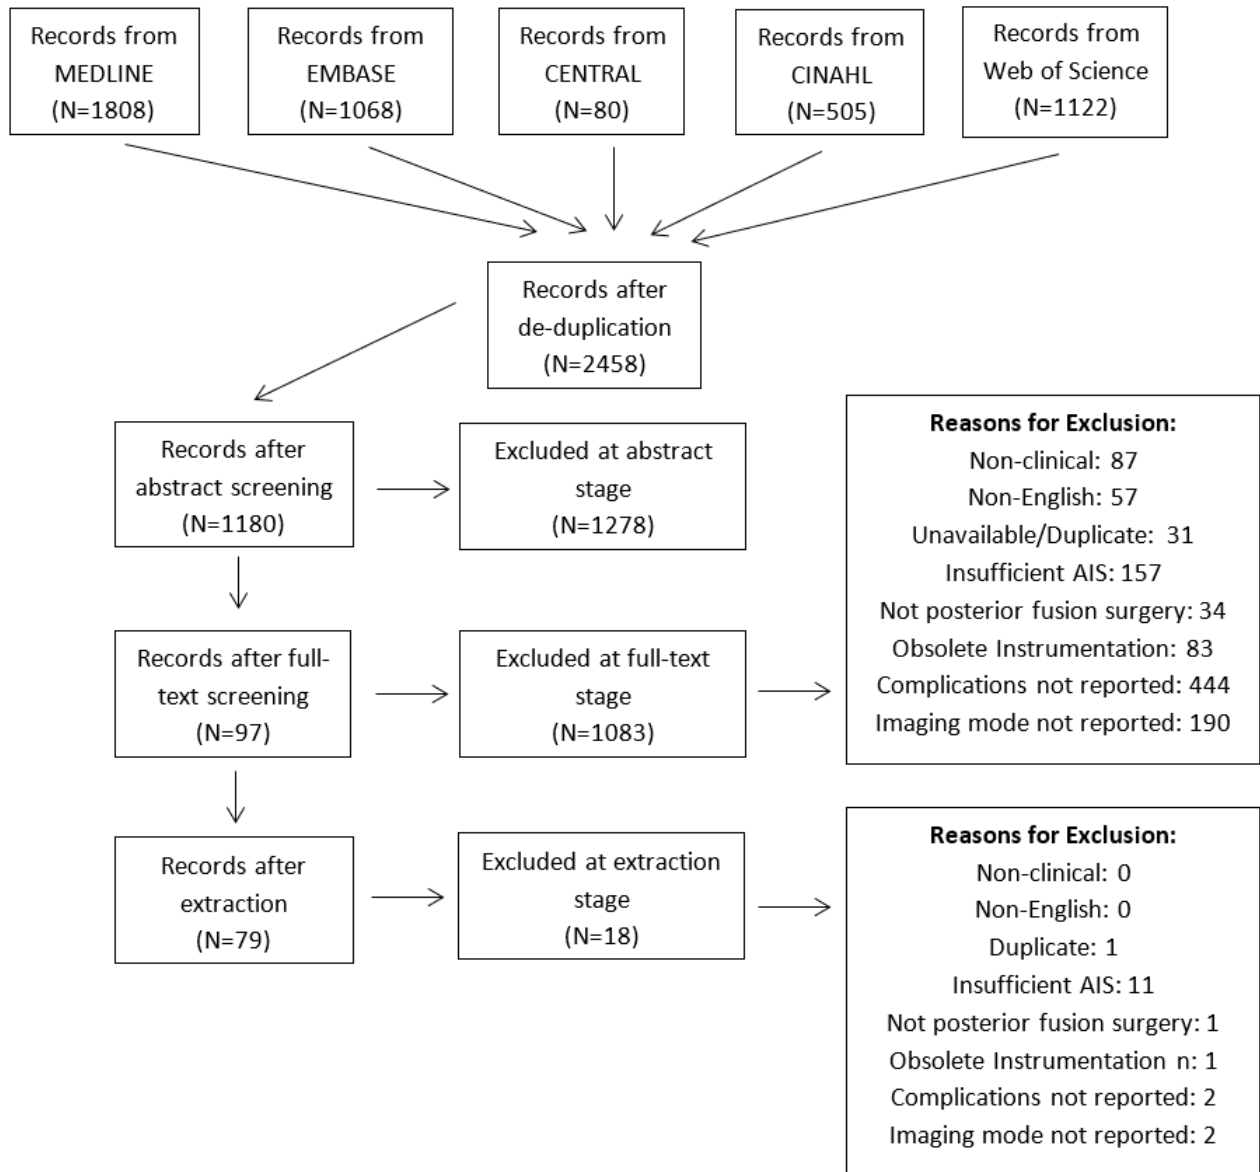 Records from
MEDLINE
(N=1808)
Records from
EMBASE
(N=1068)
Records from
CENTRAL
(N=80)
Records from
CINAHL
(N=505)
Records from
Web of Science
(N=1122)
Records after
de-duplication
(N=2458)
Records after
abstract screening
(N=1180)
Excluded at abstract
stage
(N=1278)
Reasons for Exclusion:
Non-clinical: 87
Non-English: 57
Unavailable/Duplicate: 31
Insufficient AIS: 157
Not posterior fusion surgery: 34
Obsolete Instrumentation: 83
Complications not reported: 444
Imaging mode not reported: 190
Records after full-
text screening
(N=97)
Excluded at full-text
stage
(N=1083)
Records after
extraction
(N=79)
Excluded at extraction
stage
(N=18)
Reasons for Exclusion:
Non-clinical: 0
Non-English: 0
Duplicate: 1
Insufficient AIS: 11
Not posterior fusion surgery: 1
Obsolete Instrumentation n: 1
Complications not reported: 2
Imaging mode not reported: 2